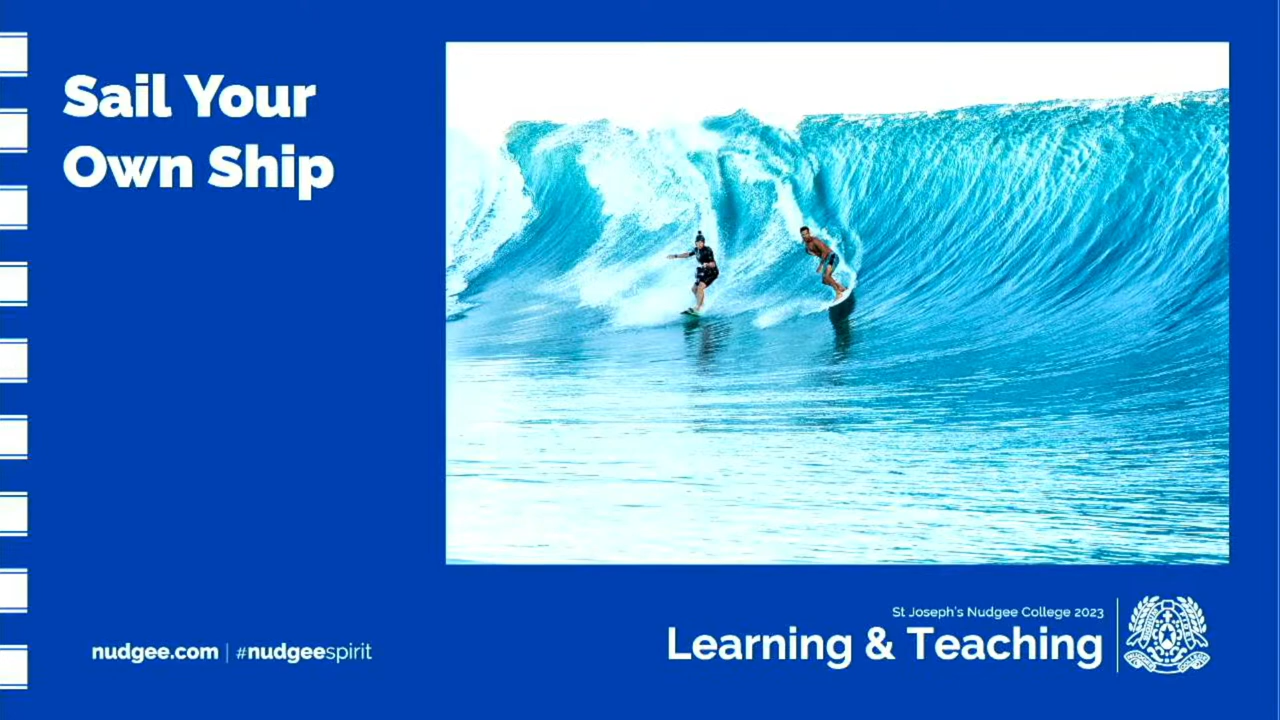 Sail Your
Own Ship
St Joseph's Nudgee College 2023
Learning & Teaching
nudgee.com | #nudgeespirit